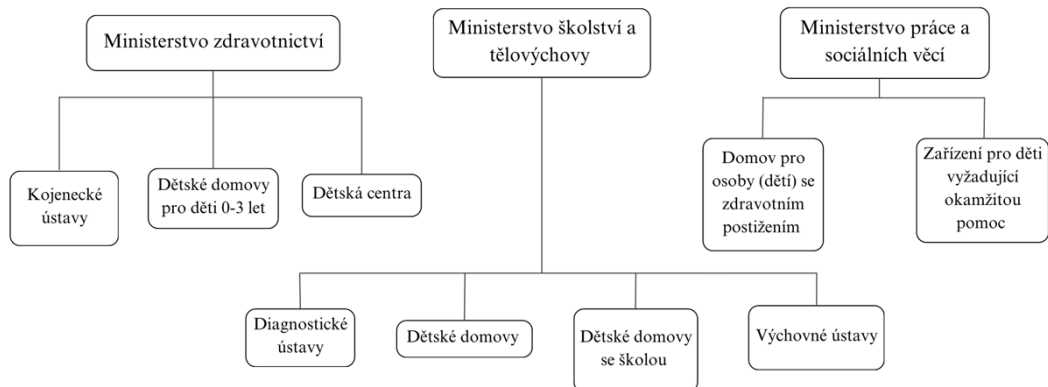 Ministerstvo zdravotnictví
Ministerstvo školství a
tělovýchovy
Ministerstvo práce a
sociálních věcí
Kojenecké
ústavy
Dětské domovy
pro děti 0-3 let
Dětská centra
Domov pro
osoby (dětí) se
zdravotním
postižením
Zařízení pro děti
vyžadující
okamžitou
pomoc
Diagnostické
ústavy
Dětské domovy
Dětské domovy
se školou
Výchovné ústavy